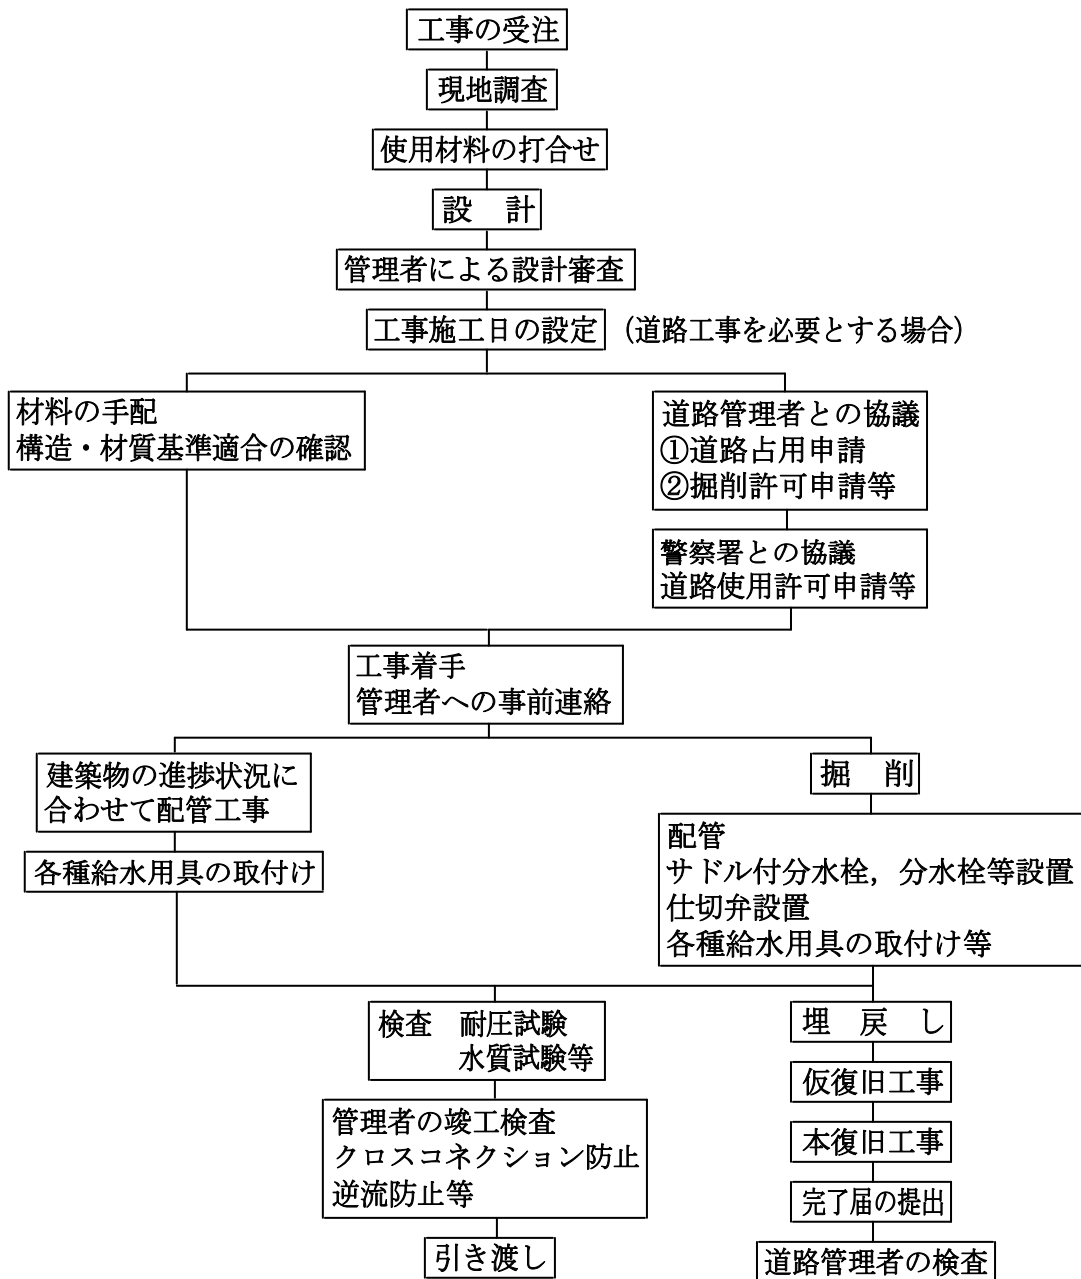 工事の受注
現地調査
使用材料の打合せ
設　計
管理者による設計審査
工事施工日の設定 (道路工事を必要とする場合)
材料の手配
構造・材質基準適合の確認
道路管理者との協議
①道路占用申請
②掘削許可申請等
警察署との協議
道路使用許可申請等
工事着手
管理者への事前連絡
建築物の進捗状況に
合わせて配管工事
各種給水用具の取付け
掘　削
配管
サドル付分水栓，分水栓等設置
仕切弁設置
各種給水用具の取付け等
検査　耐圧試験
水質試験等
管理者の竣工検査
クロスコネクション防止
逆流防止等
引き渡し
埋　戻　し
仮復旧工事
本復旧工事
完了届の提出
道路管理者の検査